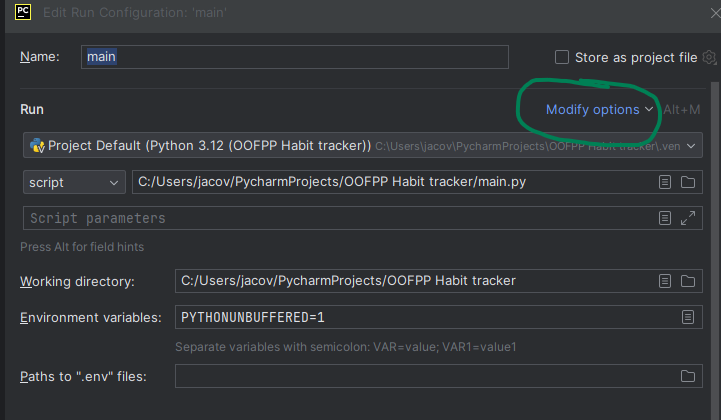 PC Edit Run Configuration: 'main'
Name: main Store as project file
Run Modify options Alt+M
Project Default (Python 3.12 (OOFPP Habit tracker)) C:\Users\jacov\PycharmProjects\OOFPP Habit tracker\.ven
script C:/Users/jacov/PycharmProjects/OOFPP Habit tracker/main.py
Script parameters
Press Alt for field hints
Working directory: C:/Users/jacov/PycharmProjects/OOFPP Habit tracker
Environment variables: PYTHONUNBUFFERED=1
Separate variables with semicolon: VAR=value; VAR1=value1
Paths to ".env" files: